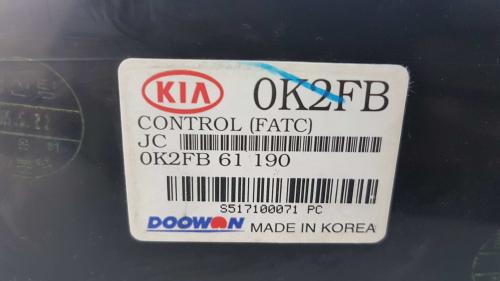 KIA 0K2FB
CONTROL (FATC)
JC
0K2FB 61 190
S517100071 PC
DOOWON MADE IN KOREA